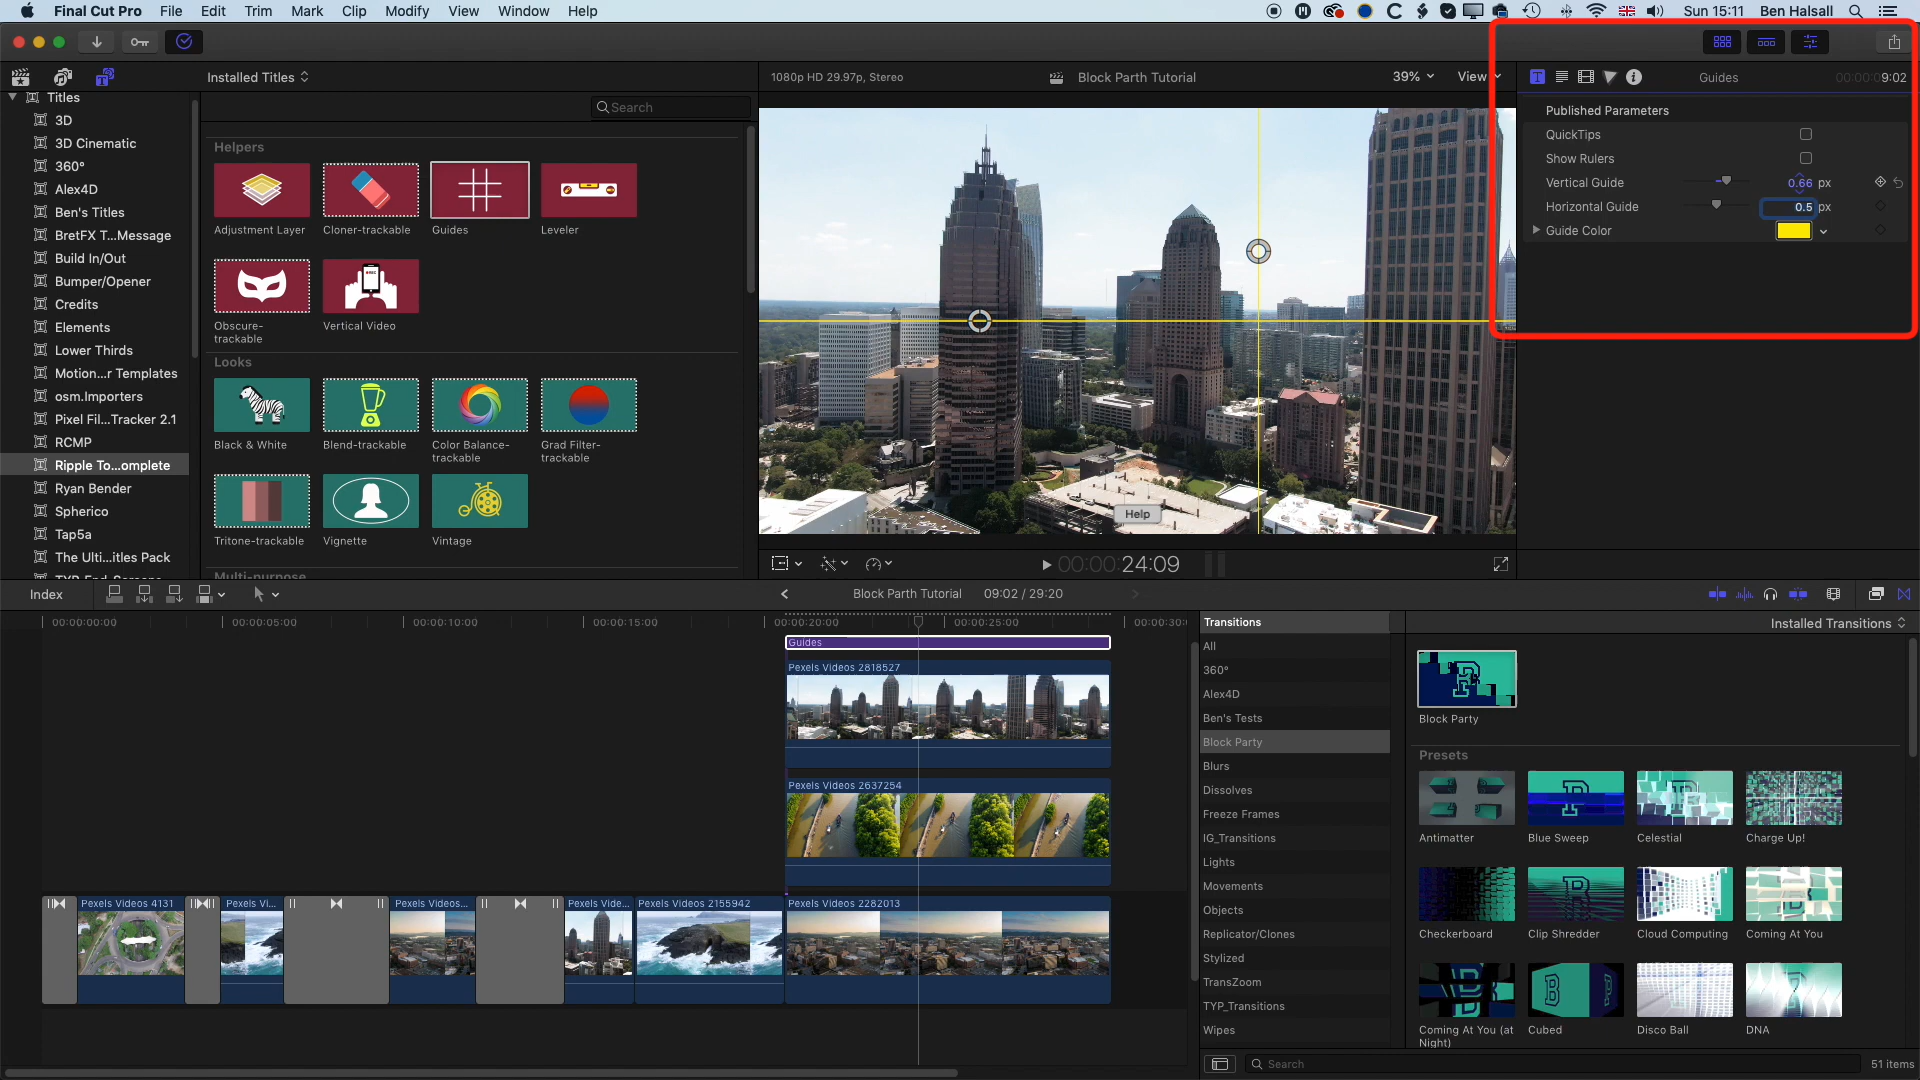 Final Cut Pro File Edit Trim Mark Clip Modify View Window Help
Sun 15:11 Ben Halsall
Installed Titles
1080p HD 29.97p, Stereo
Block Parth Tutorial
39%
View
Guides
00:00:09:02
Titles
3D
3D Cinematic
360°
Alex4D
Ben's Titles
BretFX T...Message
Build In/Out
Bumper/Opener
Credits
Elements
Lower Thirds
Motion...r Templates
osm.Importers
Pixel Fil...Tracker 2.1
RCMP
Ripple To...omplete
Ryan Bender
Spherico
Tap5a
The Ulti...itles Pack
Search
Helpers
Adjustment Layer
Cloner-trackable
Guides
Leveler
Obscure-
trackable
Vertical Video
Looks
Black & White
Blend-trackable
Color Balance-
trackable
Grad Filter-
trackable
Tritone-trackable
Vignette
Vintage
Multi-purpose
Help
00:00:00:24:09
Published Parameters
QuickTips
Show Rulers
Vertical Guide 0.66 px
Horizontal Guide 0.5 px
Guide Color
Index
Block Parth Tutorial
09:02 / 29:20
00:00:00:00
00:00:05:00
00:00:10:00
00:00:15:00
00:00:20:00
00:00:25:00
00:00:30:
Guides
Pexels Videos 2818527
Pexels Videos 2637254
Pexels Videos 4131
Pexels Vi...
Pexels Videos...
Pexels Vide...
Pexels Videos 2155942
Pexels Videos 2282013
Transitions
All
360°
Alex4D
Ben's Tests
Block Party
Blurs
Dissolves
Freeze Frames
IG_Transitions
Lights
Movements
Objects
Replicator/Clones
Stylized
TransZoom
TYP_Transitions
Wipes
Installed Transitions
Block Party
Presets
Antimatter
Blue Sweep
Celestial
Charge Up!
Checkerboard
Clip Shredder
Cloud Computing
Coming At You
Coming At You (at
Night)
Cubed
Disco Ball
DNA
Search
51 items